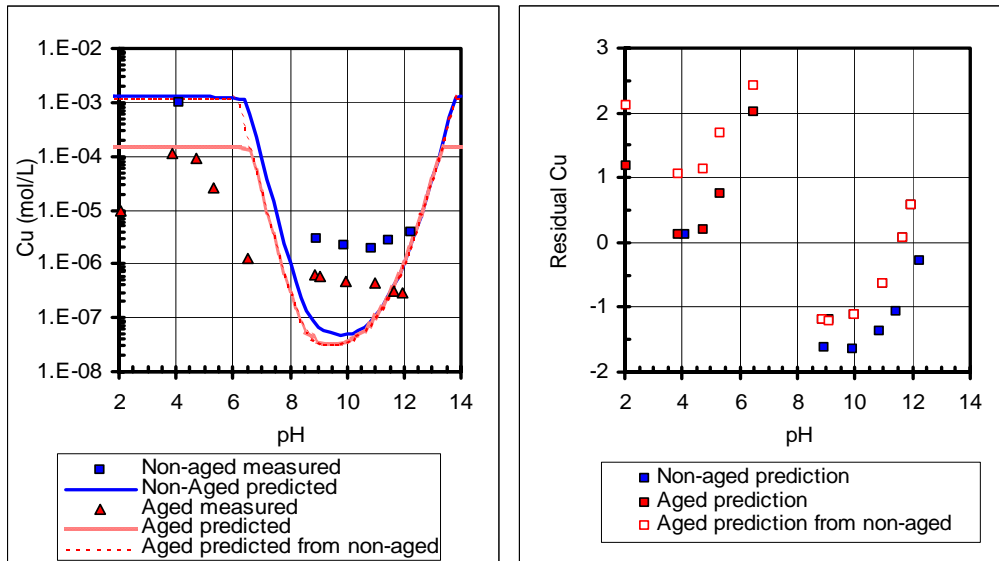 1.E-02
1.E-03
1.E-04
1.E-05
1.E-06
1.E-07
1.E-08
Cu (mol/L)
2 4 6 8 10 12 14
pH
Non-aged measured
Non-Aged predicted
Aged measured
Aged predicted
Aged predicted from non-aged
3
2
1
0
-1
-2
Residual Cu
2 4 6 8 10 12 14
pH
Non-aged prediction
Aged prediction
Aged prediction from non-aged